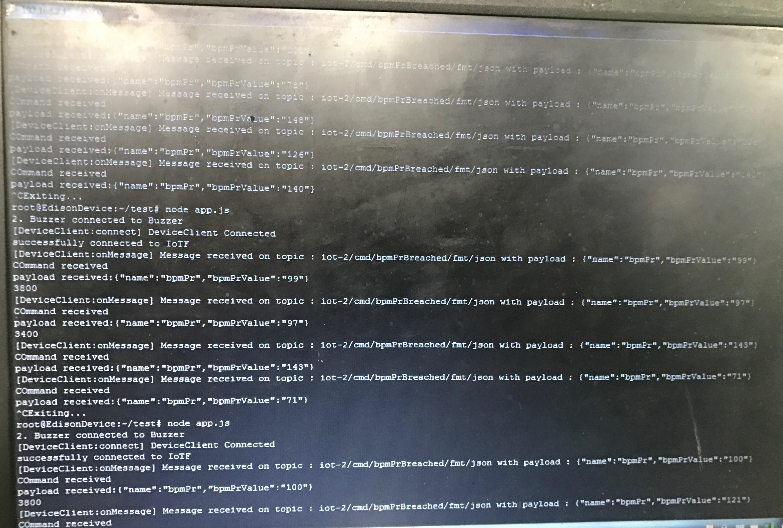 Message received on topic : iot-2/cmd/bpmPrBreached/fmt/json with payload : {"name":"bpmPr","bpmPrValue":
payload received:{"name":"bpmPr","bpmPrValue":"78"}
[DeviceClient:onMessage] Message received on topic : iot-2/cmd/bpmPrBreached/fmt/json with payload : {"name":"bpmPr","bpmPrValue":
COmmand received
payload received:{"name":"bpmPr","bpmPrValue":"148"}
[DeviceClient:onMessage] Message received on topic : iot-2/cmd/bpmPrBreached/fmt/json with payload : {"name":"bpmPr","bpmPrValue":
COmmand received
payload received:{"name":"bpmPr","bpmPrValue":"126"}
[DeviceClient:onMessage] Message received on topic : iot-2/cmd/bpmPrBreached/fmt/json with payload : {"name":"bpmPr","bpmPrValue":"140"}
COmmand received
payload received:{"name":"bpmPr","bpmPrValue":"140"}
^CExiting...
root@EdisonDevice:~/test# node app.js
2. Buzzer connected to Buzzer
[DeviceClient:connect] DeviceClient Connected
successfully connected to IoTF
[DeviceClient:onMessage] Message received on topic : iot-2/cmd/bpmPrBreached/fmt/json with payload : {"name":"bpmPr","bpmPrValue":"99"}
COmmand received
payload received:{"name":"bpmPr","bpmPrValue":"99"}
3800
[DeviceClient:onMessage] Message received on topic : iot-2/cmd/bpmPrBreached/fmt/json with payload : {"name":"bpmPr","bpmPrValue":"97"}
COmmand received
payload received:{"name":"bpmPr","bpmPrValue":"97"}
3400
[DeviceClient:onMessage] Message received on topic : iot-2/cmd/bpmPrBreached/fmt/json with payload : {"name":"bpmPr","bpmPrValue":"143"}
COmmand received
payload received:{"name":"bpmPr","bpmPrValue":"143"}
[DeviceClient:onMessage] Message received on topic : iot-2/cmd/bpmPrBreached/fmt/json with payload : {"name":"bpmPr","bpmPrValue":"71"}
COmmand received
payload received:{"name":"bpmPr","bpmPrValue":"71"}
^CExiting...
root@EdisonDevice:~/test# node app.js
2. Buzzer connected to Buzzer
[DeviceClient:connect] DeviceClient Connected
successfully connected to IoTF
[DeviceClient:onMessage] Message received on topic : iot-2/cmd/bpmPrBreached/fmt/json with payload : {"name":"bpmPr","bpmPrValue":"100"}
COmmand received
payload received:{"name":"bpmPr","bpmPrValue":"100"}
3800
[DeviceClient:onMessage] Message received on topic : iot-2/cmd/bpmPrBreached/fmt/json with payload : {"name":"bpmPr","bpmPrValue":"121"}
COmmand received